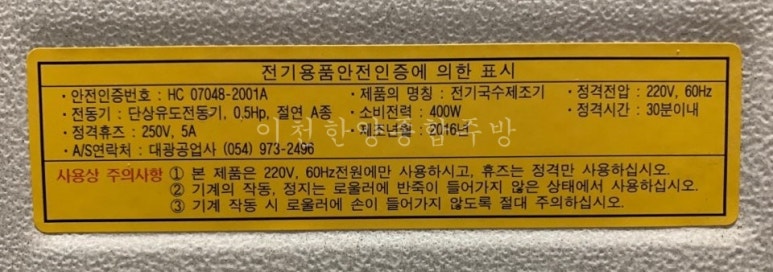 전기용품안전인증에 의한 표시
· 안전인증번호 : HC 07048-2001A · 제품의 명칭 : 전기국수제조기 · 정격전압 : 220V, 60Hz
· 전동기 : 단상유도전동기, 0.5Hp, 절연 A종 · 소비전력 : 400W · 정격시간 : 30분이내
· 정격휴즈 : 250V, 5A · 제조년월 : 2016년
· A/S연락처 : 대광공업사 (054) 973-2496
이천한양종합주방
사용상 주의사항 ① 본 제품은 220V, 60Hz전원에만 사용하시고, 휴즈는 정격만 사용하십시오.
② 기계의 작동, 정지는 로울러에 반죽이 들어가지 않은 상태에서 사용하십시오.
③ 기계 작동 시 로울러에 손이 들어가지 않도록 절대 주의하십시오.